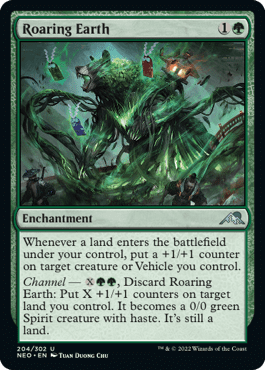 Roaring Earth 1
Enchantment
Whenever a land enters the battlefield
under your control, put a +1/+1 counter
on target creature or Vehicle you control.
Channel — XGG, Discard Roaring
Earth: Put X +1/+1 counters on target
land you control. It becomes a 0/0 green
Spirit creature with haste. It's still a
land.
204/302 U
NEO • EN Tuan Duong Chu
™ & © 2022 Wizards of the Coast